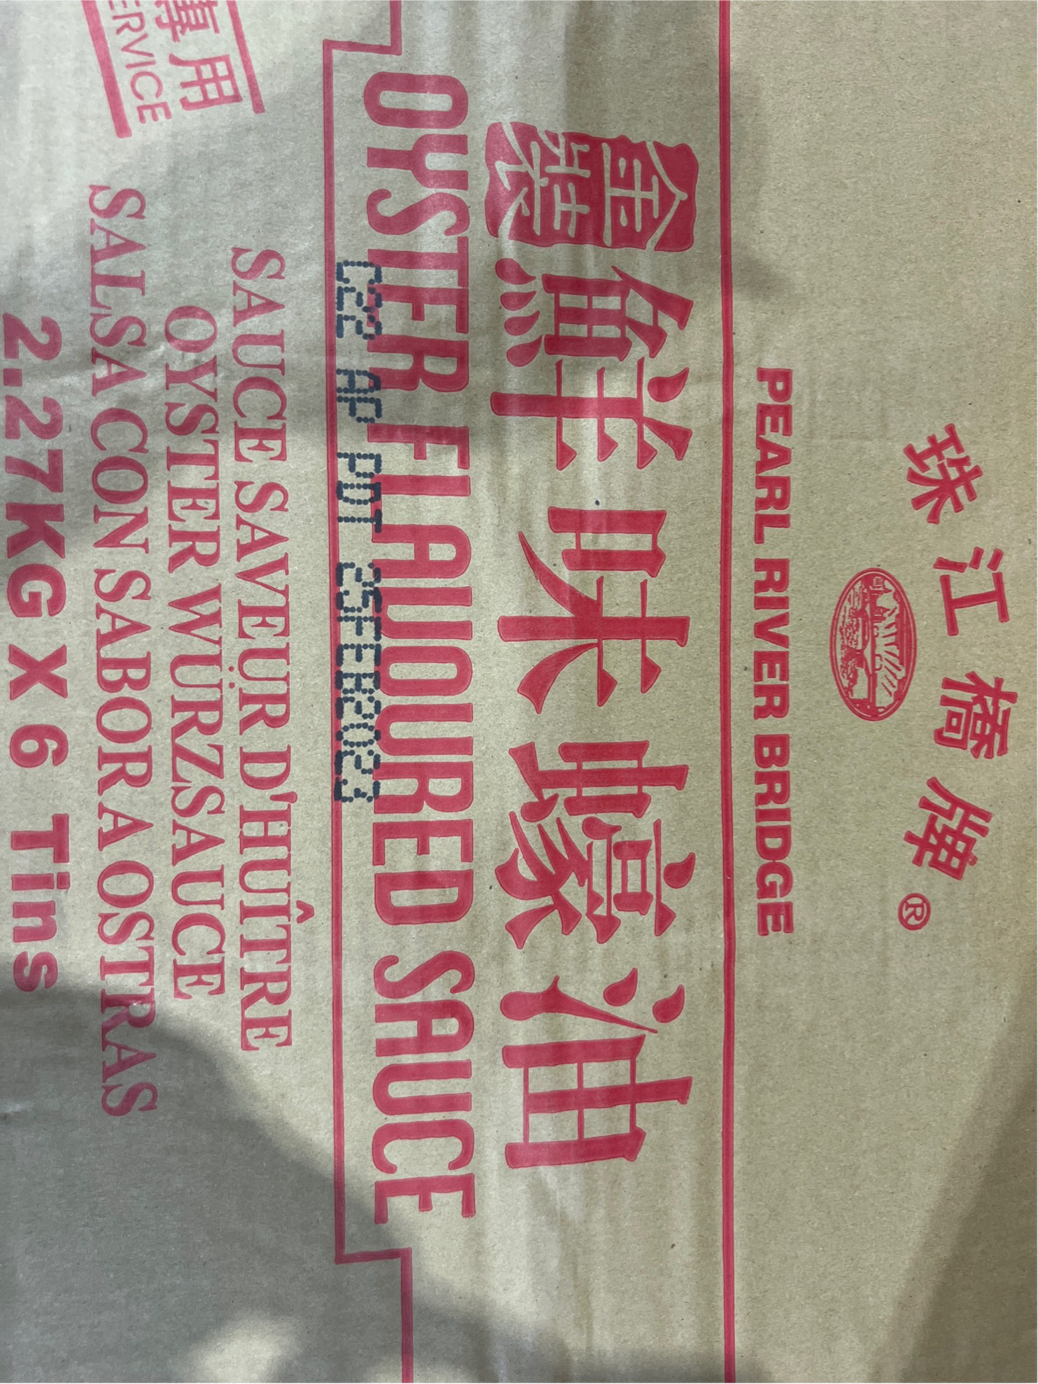 珠江橋牌®
PEARL RIVER BRIDGE
金裝
鮮味蠔油
OYSTER FLAVOURED SAUCE
C22 AP PDT 25FEB2023
SAUCE SAVEUR D'HUÎTRE
OYSTER WÜRZSAUCE
SALSA CON SABOR A OSTRAS
2.27KG X 6 Tins
專用